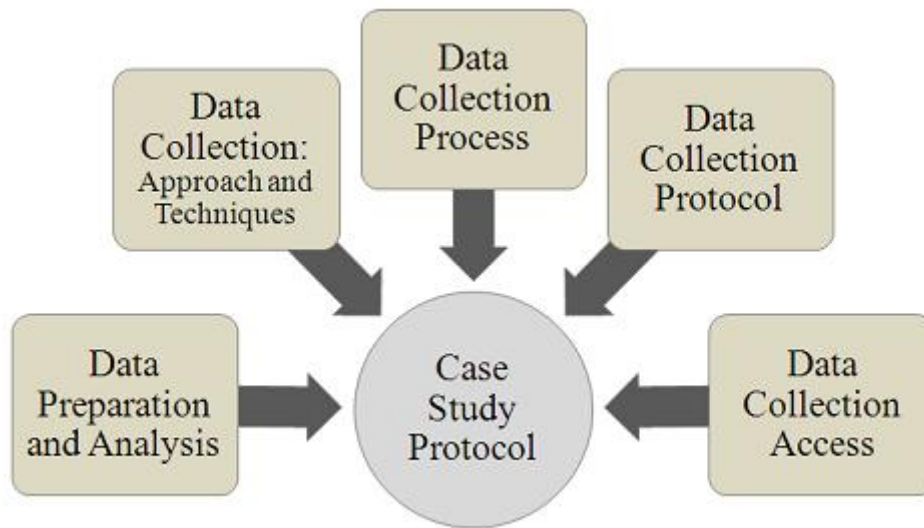 Data
Collection
Process
Data
Collection:
Approach and
Techniques
Data
Collection
Protocol
Data
Preparation
and Analysis
Case
Study
Protocol
Data
Collection
Access